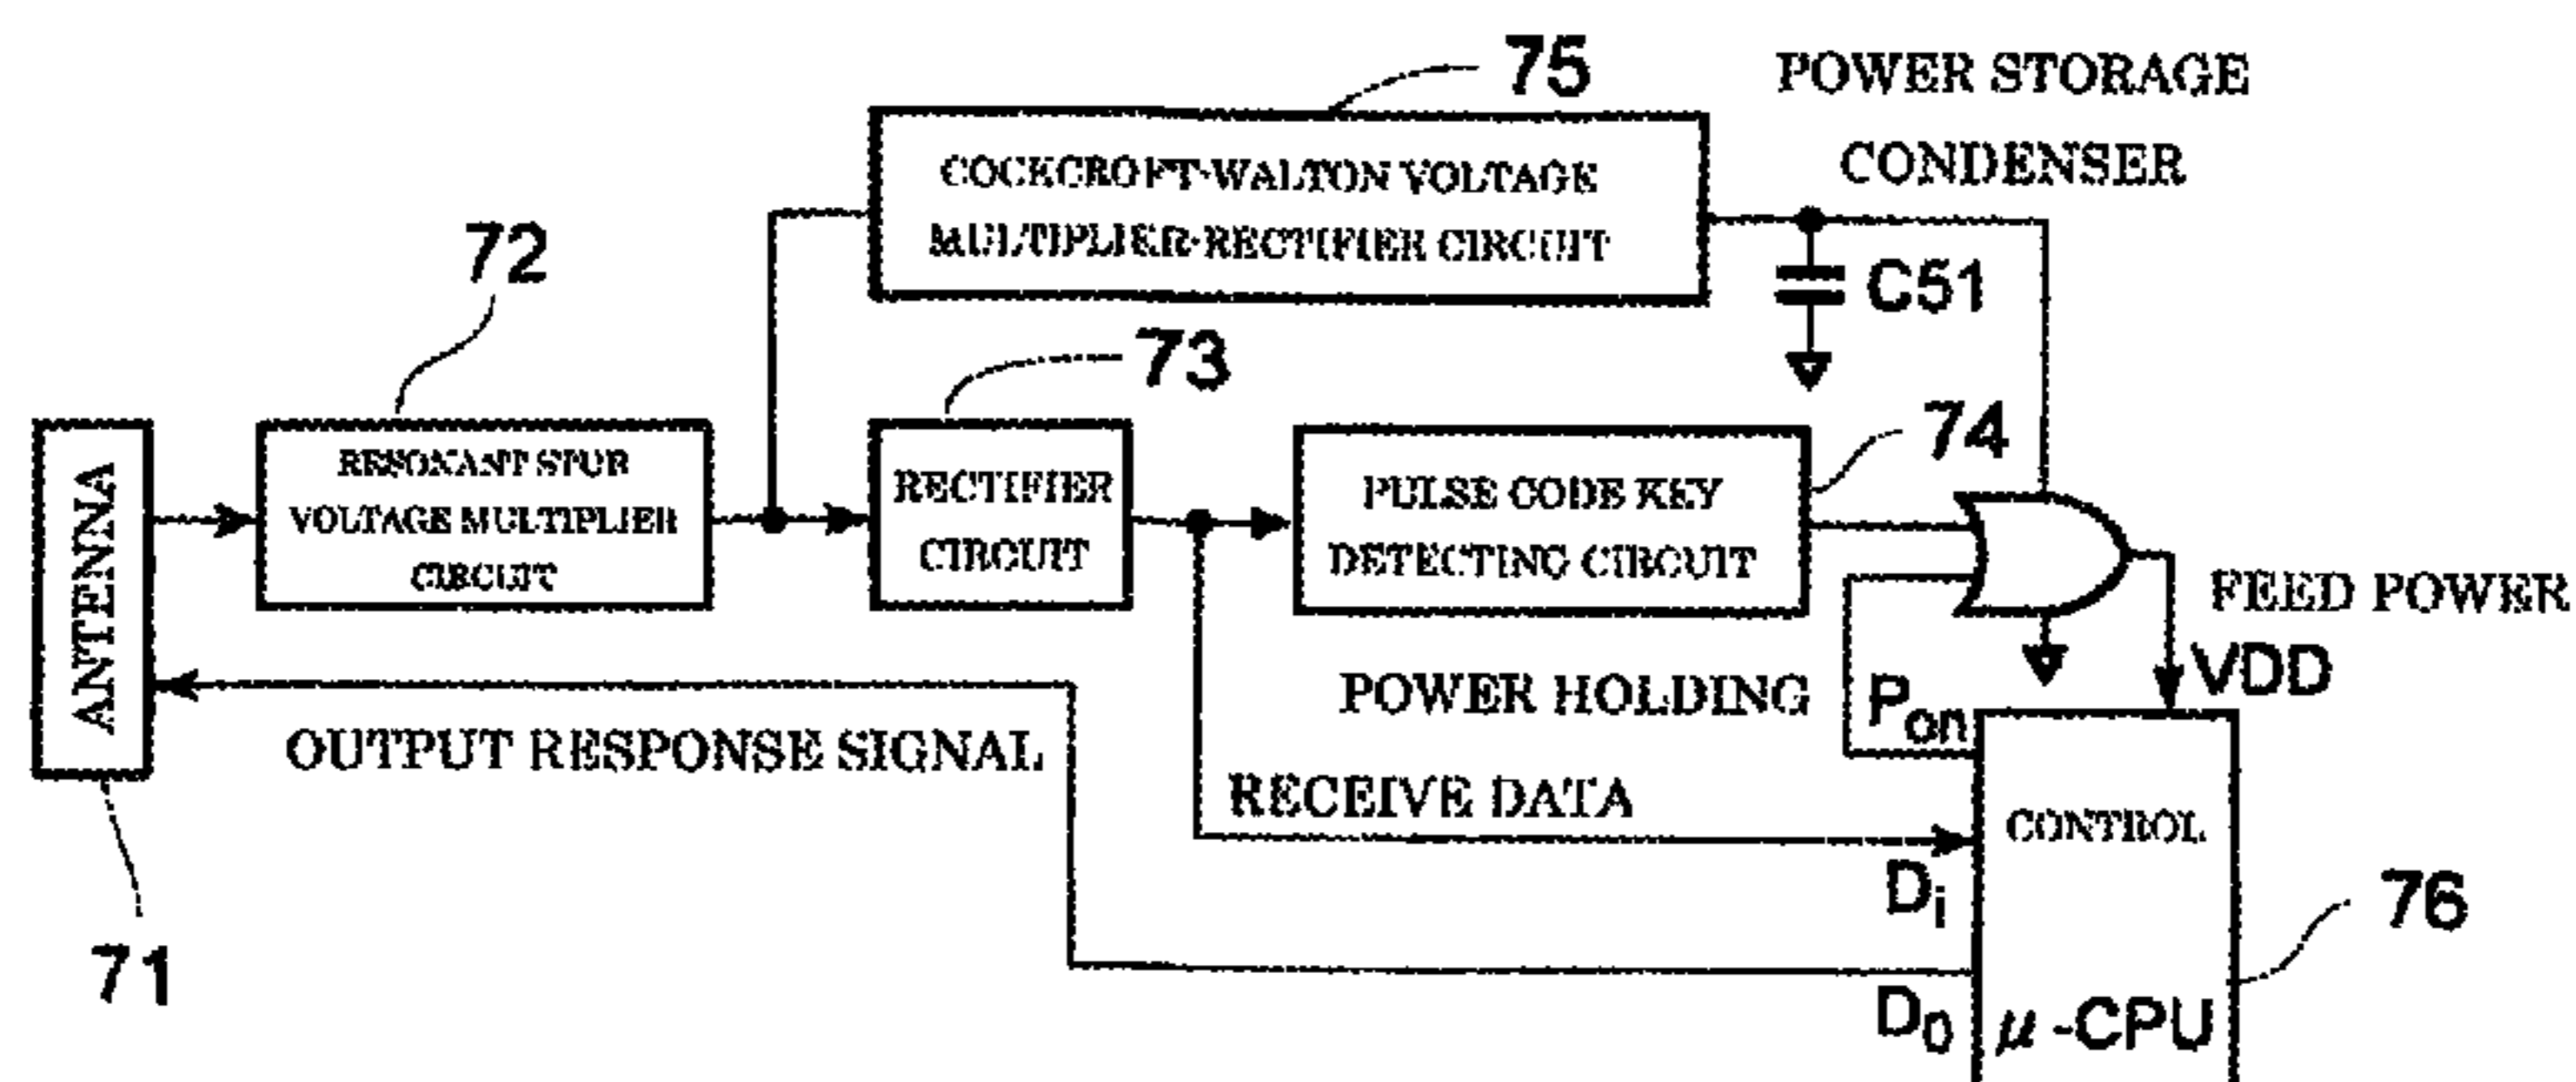 75
POWER STORAGE
CONDENSER
COCKCROFT-WALTON VOLTAGE
MULTIPLIER-RECTIFIER CIRCUIT
C51
72
73
74
ANTENNA
RESONANT STUB
VOLTAGE MULTIPLIER
CIRCUIT
RECTIFIER
CIRCUIT
PULSE CODE KEY
DETECTING CIRCUIT
FEED POWER
VDD
POWER HOLDING
Pon
OUTPUT RESPONSE SIGNAL
RECEIVE DATA
CONTROL
Di
76
71
D0
μ-CPU